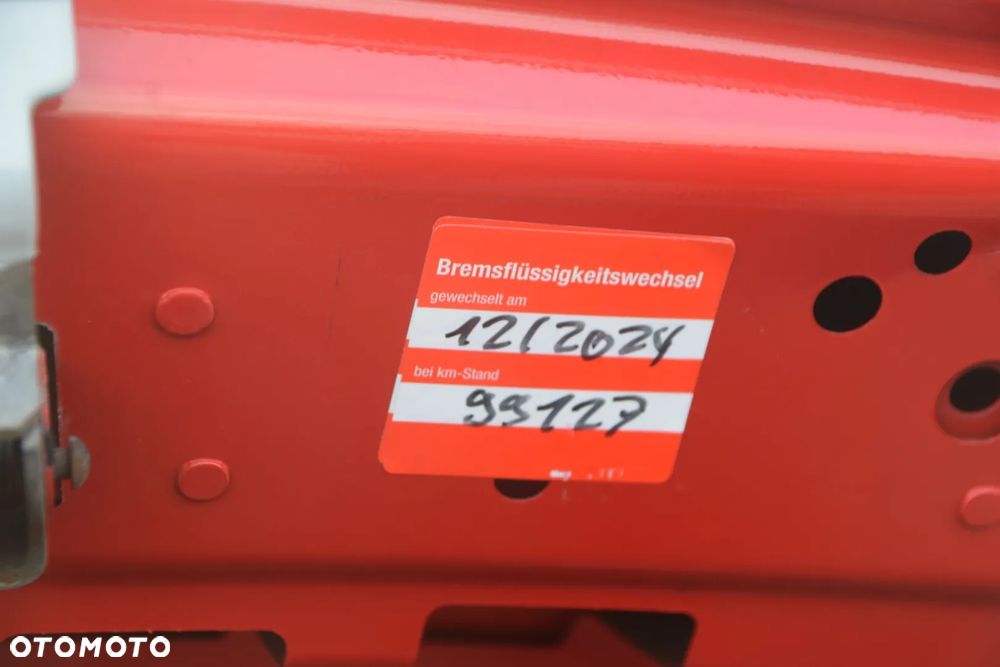 Bremsflüssigkeitswechsel
gewechselt am
12/2024
bei km-Stand
99127
OTOMOTO